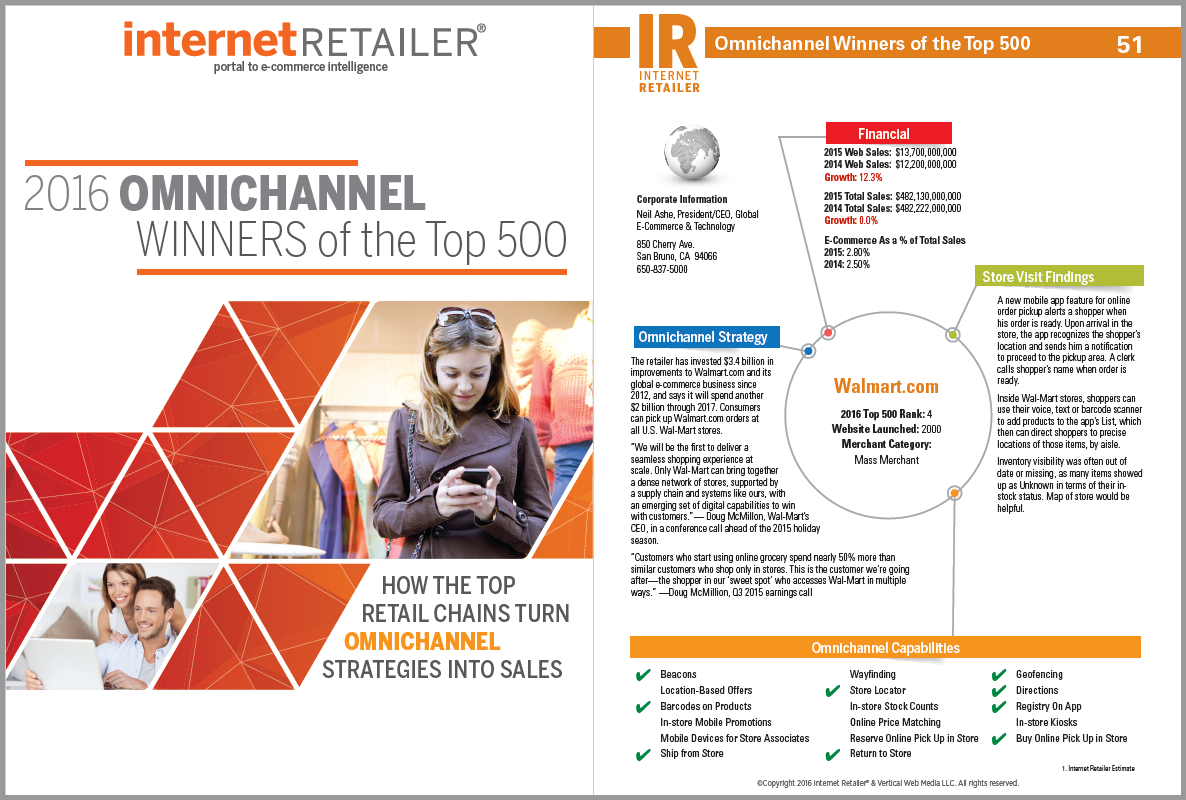 internet RETAILER®
portal to e-commerce intelligence
2016 OMNICHANNEL
WINNERS of the Top 500
HOW THE TOP
RETAIL CHAINS TURN
OMNICHANNEL
STRATEGIES INTO SALES
IR
INTERNET
RETAILER
Omnichannel Winners of the Top 500 51
Corporate Information
Neil Ashe, President/CEO, Global
E-Commerce & Technology
850 Cherry Ave.
San Bruno, CA 94066
650-837-5000
Financial
2015 Web Sales: $13,700,000,000
2014 Web Sales: $12,200,000,000
Growth: 12.3%
2015 Total Sales: $482,130,000,000
2014 Total Sales: $482,222,000,000
Growth: 0.0%
E-Commerce As a % of Total Sales
2015: 2.80%
2014: 2.50%
Store Visit Findings
A new mobile app feature for online
order pickup alerts a shopper when
his order is ready. Upon arrival in the
store, the app recognizes the shopper's
location and sends him a notification
to proceed to the pickup area. A clerk
calls shopper's name when order is
ready.
Inside Wal-Mart stores, shoppers can
use their voice, text or barcode scanner
to add products to the app's List, which
then can direct shoppers to precise
locations of those items, by aisle.
Inventory visibility was often out of
date or missing, as many items showed
up as Unknown in terms of their in-
stock status. Map of store would be
helpful.
Omnichannel Strategy
The retailer has invested $3.4 billion in
improvements to Walmart.com and its
global e-commerce business since
2012, and says it will spend another
$2 billion through 2017. Consumers
can pick up Walmart.com orders at
all U.S. Wal-Mart stores.
"We will be the first to deliver a
seamless shopping experience at
scale. Only Wal-Mart can bring together
a dense network of stores, supported by
a supply chain and systems like ours, with
an emerging set of digital capabilities to win
with customers."— Doug McMillon, Wal-Mart's
CEO, in a conference call ahead of the 2015 holiday
season.
"Customers who start using online grocery spend nearly 50% more than
similar customers who shop only in stores. This is the customer we're going
after—the shopper in our 'sweet spot' who accesses Wal-Mart in multiple
ways." —Doug McMillion, Q3 2015 earnings call
Walmart.com
2016 Top 500 Rank: 4
Website Launched: 2000
Merchant Category:
Mass Merchant
Omnichannel Capabilities
✔ Beacons
Location-Based Offers
✔ Barcodes on Products
In-store Mobile Promotions
Mobile Devices for Store Associates
✔ Ship from Store
Wayfinding
✔ Store Locator
In-store Stock Counts
Online Price Matching
Reserve Online Pick Up in Store
✔ Return to Store
✔ Geofencing
✔ Directions
✔ Registry On App
In-store Kiosks
✔ Buy Online Pick Up in Store
1. Internet Retailer Estimate
©Copyright 2016 Internet Retailer® & Vertical Web Media LLC. All rights reserved.